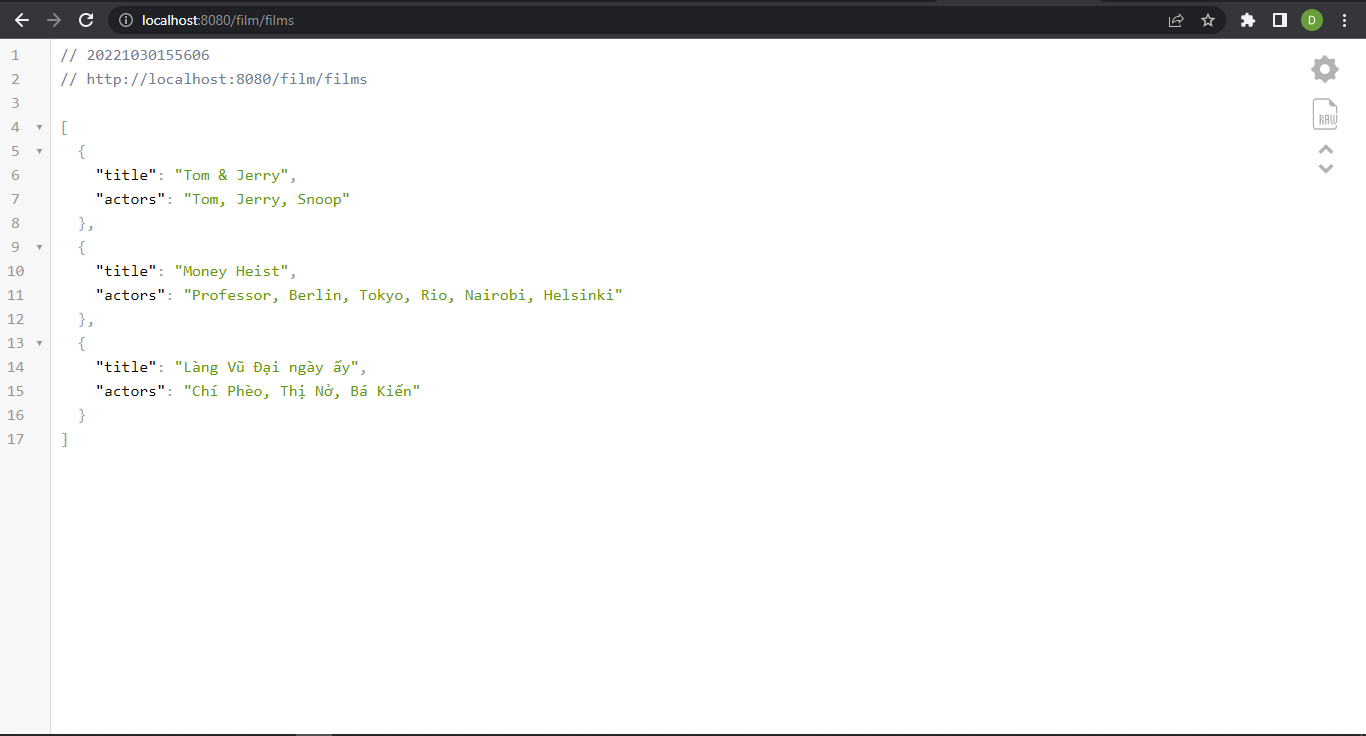 localhost:8080/film/films
D
1 // 20221030155606
2 // http://localhost:8080/film/films
3
4 [
5 {
6 "title": "Tom & Jerry",
7 "actors": "Tom, Jerry, Snoop"
8 },
9 {
10 "title": "Money Heist",
11 "actors": "Professor, Berlin, Tokyo, Rio, Nairobi, Helsinki"
12 },
13 {
14 "title": "Làng Vũ Đại ngày ấy",
15 "actors": "Chí Phèo, Thị Nở, Bá Kiến"
16 }
17 ]
RAW